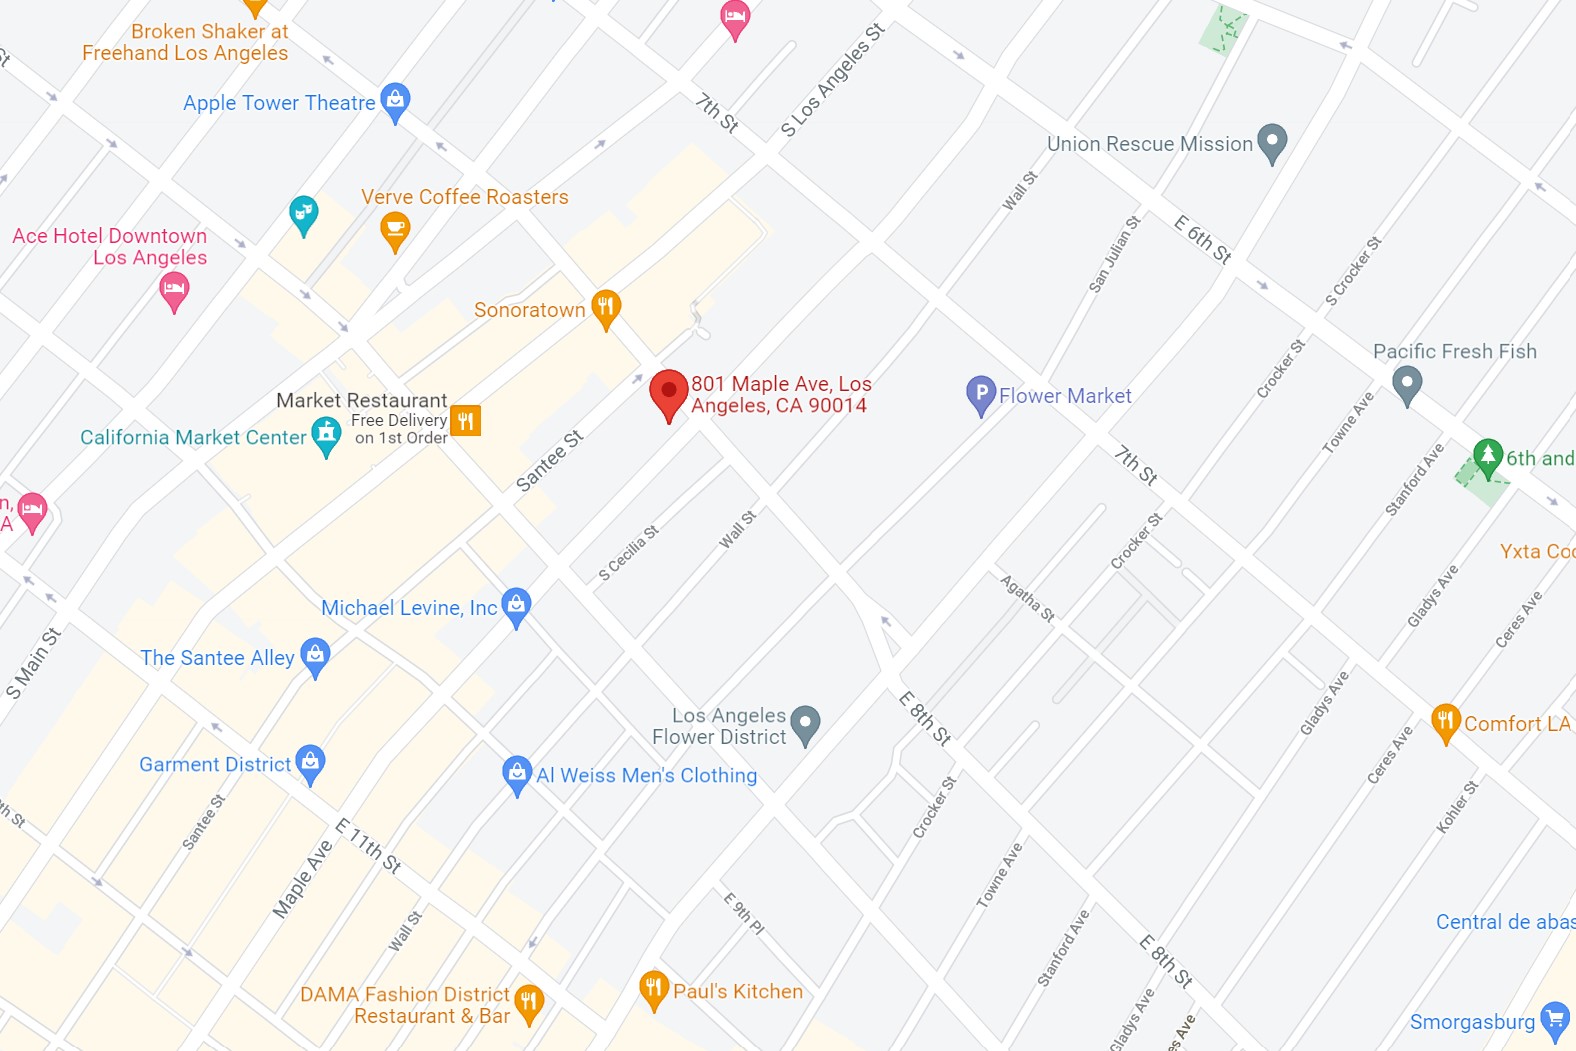 Broken Shaker at
Freehand Los Angeles
Apple Tower Theatre
7th St
S Los Angeles St
Union Rescue Mission
Verve Coffee Roasters
Wall St
San Julian St
E 6th St
Ace Hotel Downtown
Los Angeles
S Crocker St
Sonoratown
Pacific Fresh Fish
Crocker St
801 Maple Ave, Los
Angeles, CA 90014
Flower Market
Market Restaurant
Free Delivery
on 1st Order
California Market Center
Towne Ave
Santee St
7th St
Stanford Ave
6th and
n,
A
S Cecilia St
Wall St
Crocker St
Yxta Coc
Agatha St
Gladys Ave
Ceres Ave
Michael Levine, Inc
The Santee Alley
S Main St
Los Angeles
Flower District
E 8th St
Gladys Ave
Comfort LA
Ceres Ave
Garment District
Al Weiss Men's Clothing
Santee St
Crocker St
Kohler St
E 11th St
Maple Ave
Towne Ave
E 9th Pl
Wall St
Stanford Ave
Central de abas
E 8th St
DAMA Fashion District
Restaurant & Bar
Paul's Kitchen
Gladys Ave
es Ave
Smorgasburg